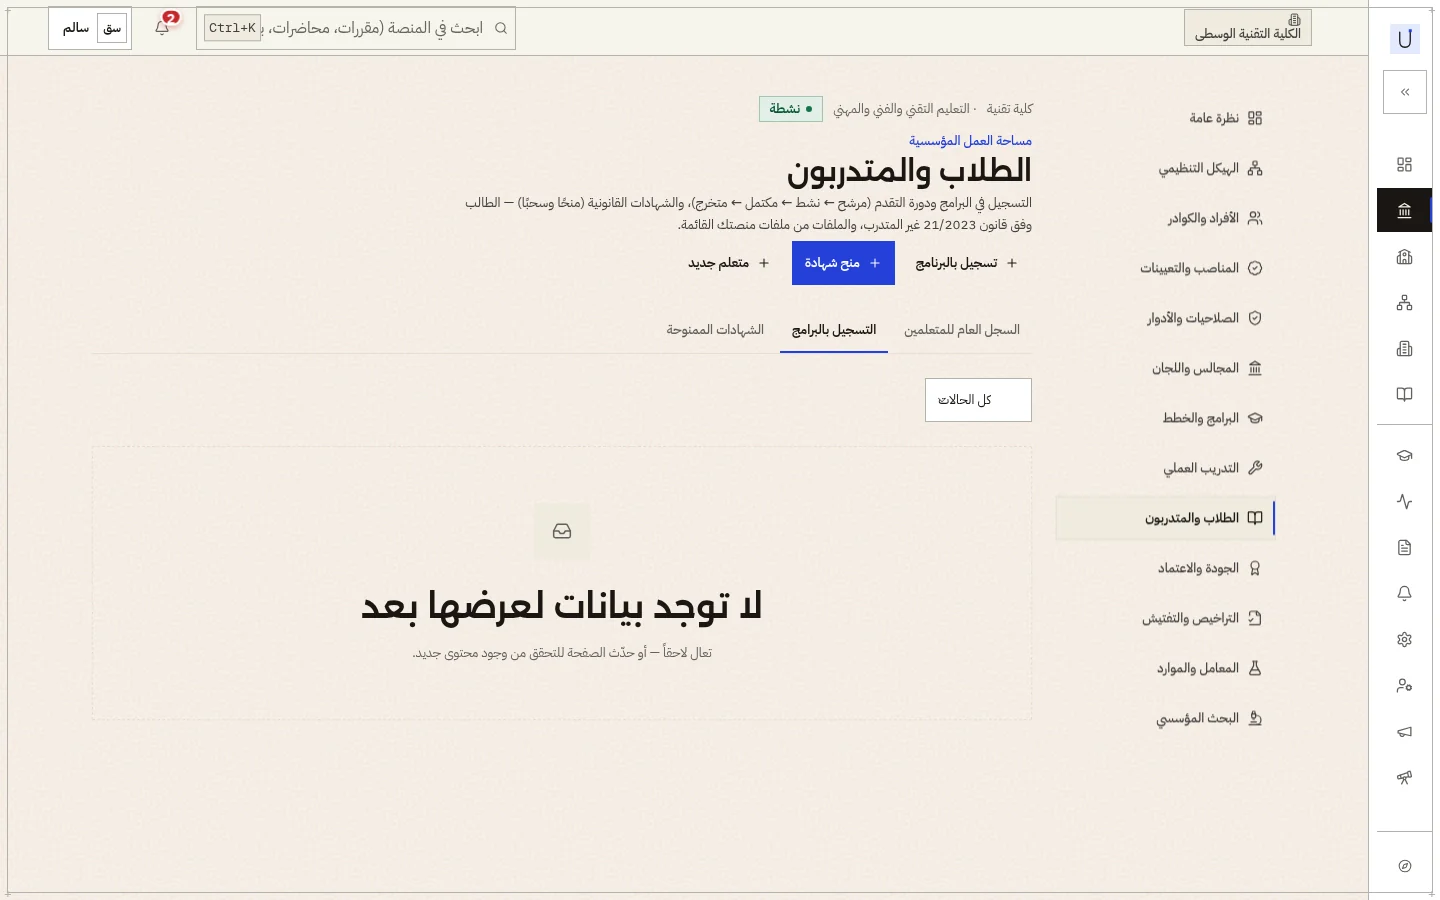 الكلية التقنية الوسطى
ابحث في المنصة (مقررات، محاضرات، ب
Ctrl+K
2
سق
سالم
نظرة عامة
الهيكل التنظيمي
الأفراد والكوادر
المناصب والتعيينات
الصلاحيات والأدوار
المجالس واللجان
البرامج والخطط
التدريب العملي
الطلاب والمتدربون
الجودة والاعتماد
التراخيص والتفتيش
المعامل والموارد
البحث المؤسسي
كلية تقنية · التعليم التقني والفني والمهني
نشطة
مساحة العمل المؤسسية
الطلاب والمتدربون
التسجيل في البرامج ودورة التقدم (مرشح ← نشط ← مكتمل ← متخرج)، والشهادات القانونية (منحًا وسحبًا) — الطالب
وفق قانون 21/2023 غير المتدرب، والملفات من ملفات منصتك القائمة.
+ تسجيل بالبرنامج
+ منح شهادة
+ متعلم جديد
السجل العام للمتعلمين
التسجيل بالبرامج
الشهادات الممنوحة
كل الحالات
لا توجد بيانات لعرضها بعد
تعال لاحقاً — أو حدّث الصفحة للتحقق من وجود محتوى جديد.